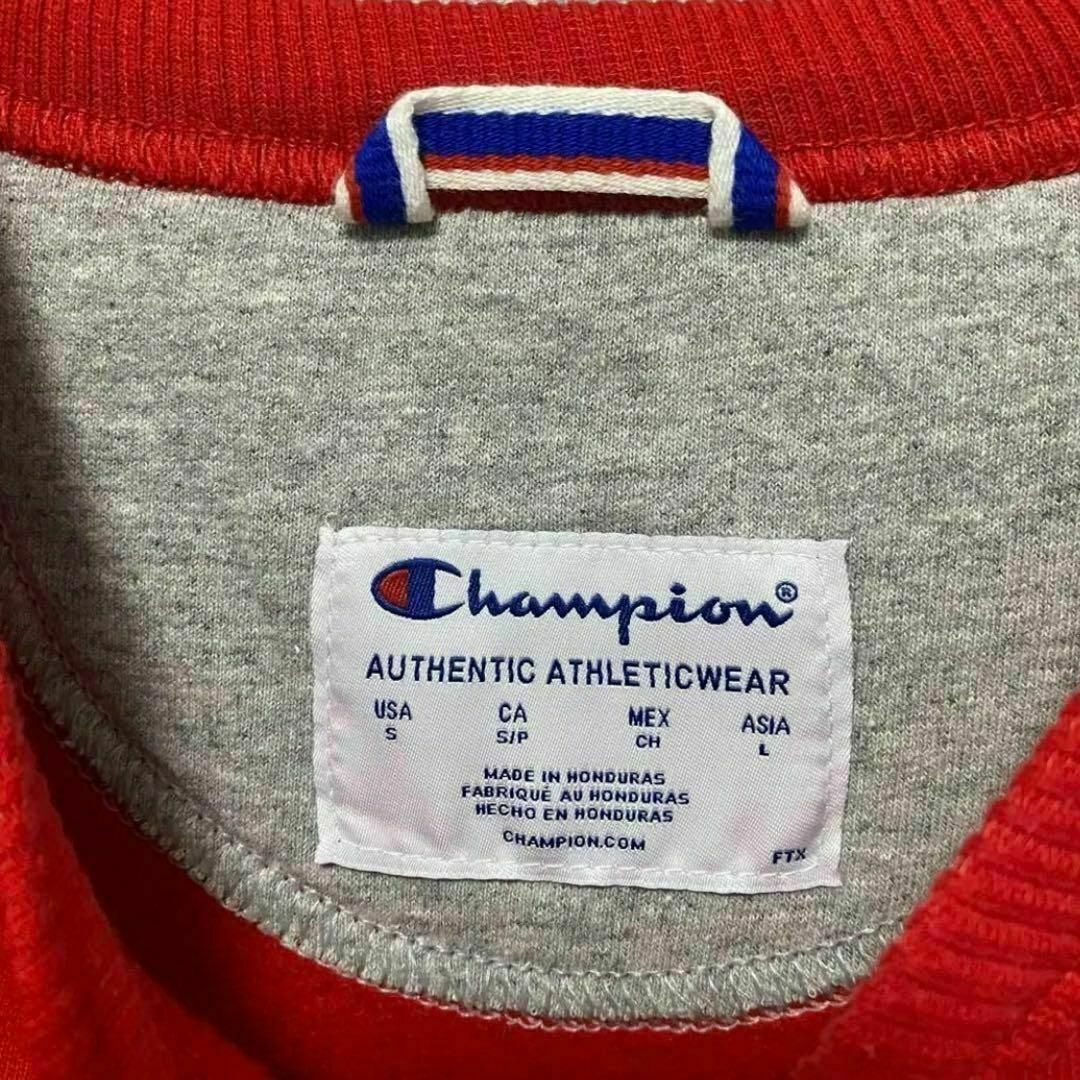 Champion®
AUTHENTIC ATHLETICWEAR
USA CA MEX ASIA
S S/P CH L
MADE IN HONDURAS
FABRIQUÉ AU HONDURAS
HECHO EN HONDURAS
CHAMPION.COM
FTX